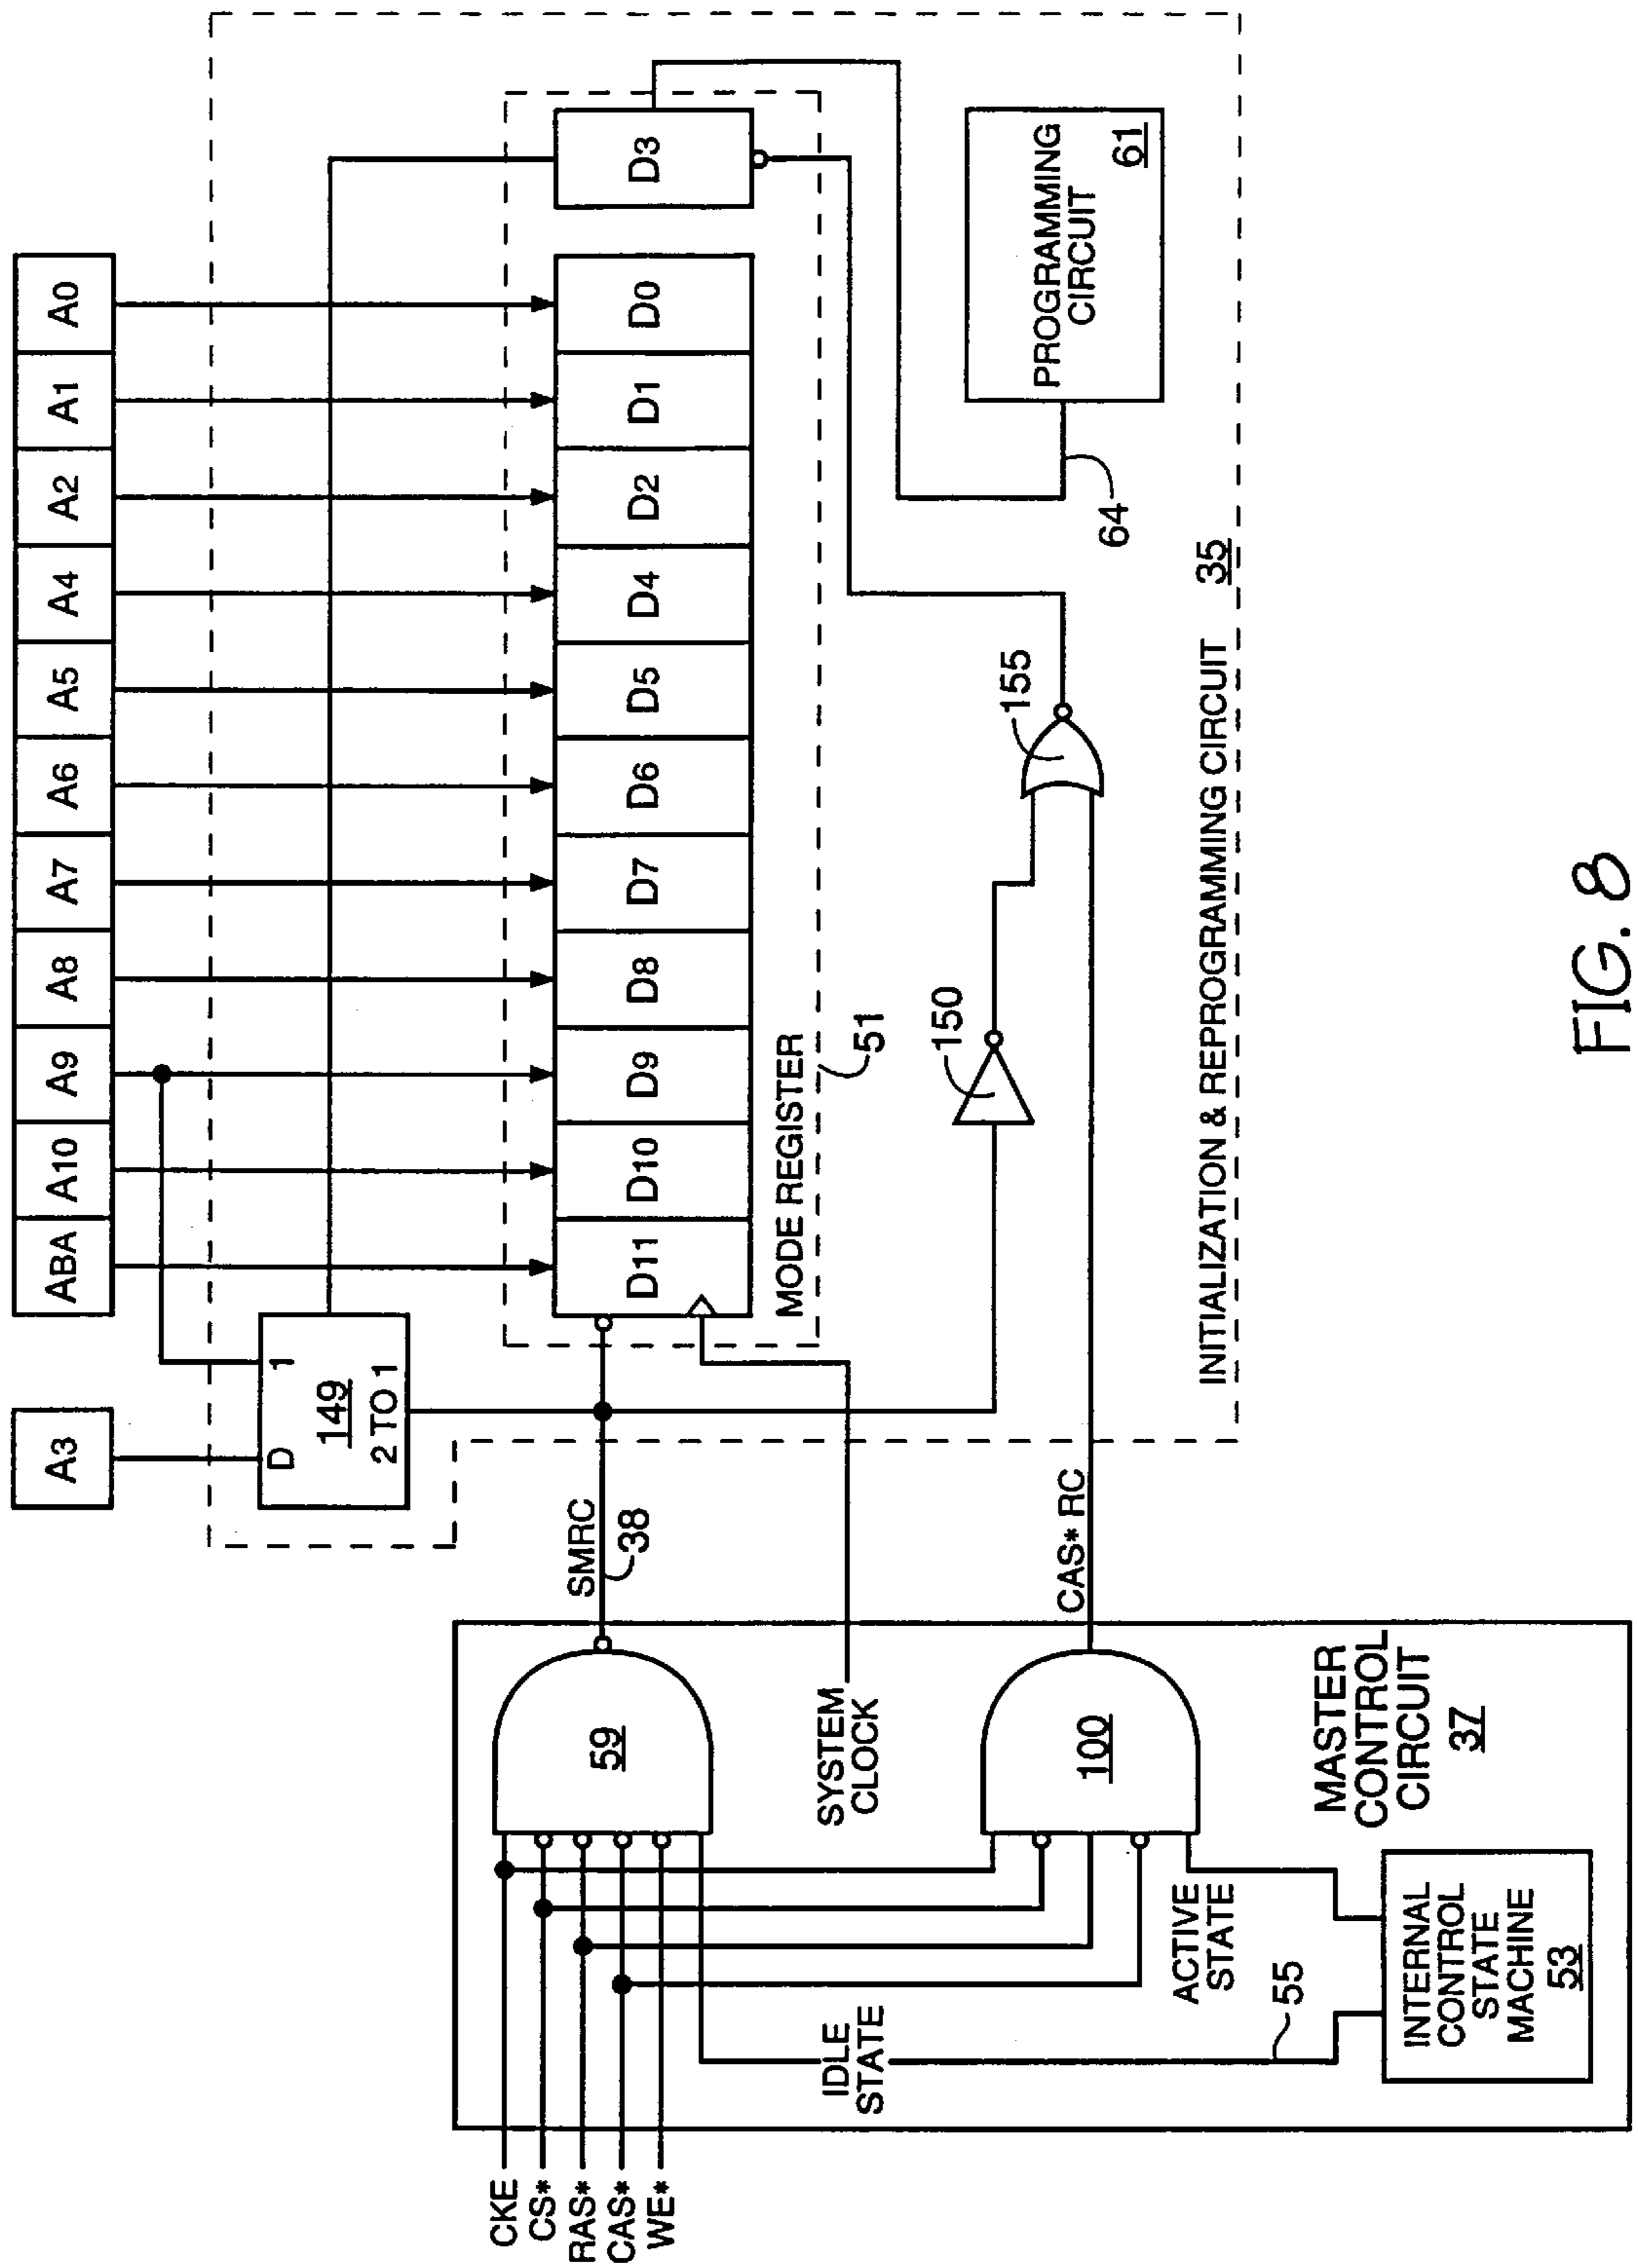 A3
ABA
A10
A9
A8
A7
A6
A5
A4
A2
A1
A0
D
1
149
2 TO 1
D11
D10
D9
D8
D7
D6
D5
D4
D2
D1
D0
D3
MODE REGISTER
51
SMRC
38
59
CKE
CS*
RAS*
CAS*
WE*
SYSTEM
CLOCK
IDLE
STATE
150
155
64
PROGRAMMING
CIRCUIT
61
CAS* RC
100
ACTIVE
STATE
55
INTERNAL
CONTROL
STATE
MACHINE
53
MASTER
CONTROL
CIRCUIT
37
INITIALIZATION & REPROGRAMMING CIRCUIT 35
FIG. 8